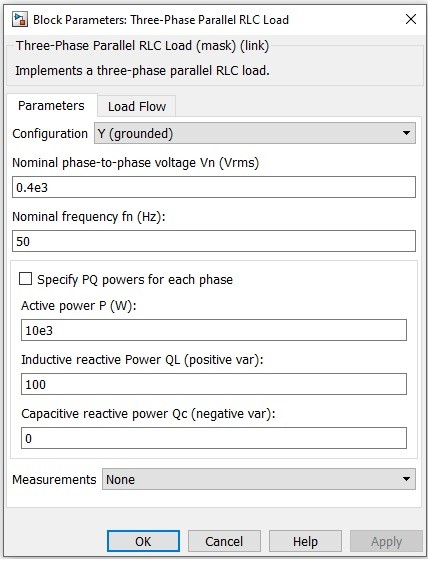 Block Parameters: Three-Phase Parallel RLC Load
Three-Phase Parallel RLC Load (mask) (link)
Implements a three-phase parallel RLC load.
Parameters Load Flow
Configuration Y (grounded)
Nominal phase-to-phase voltage Vn (Vrms)
0.4e3
Nominal frequency fn (Hz):
50
Specify PQ powers for each phase
Active power P (W):
10e3
Inductive reactive Power QL (positive var):
100
Capacitive reactive power Qc (negative var):
0
Measurements None
OK Cancel Help Apply